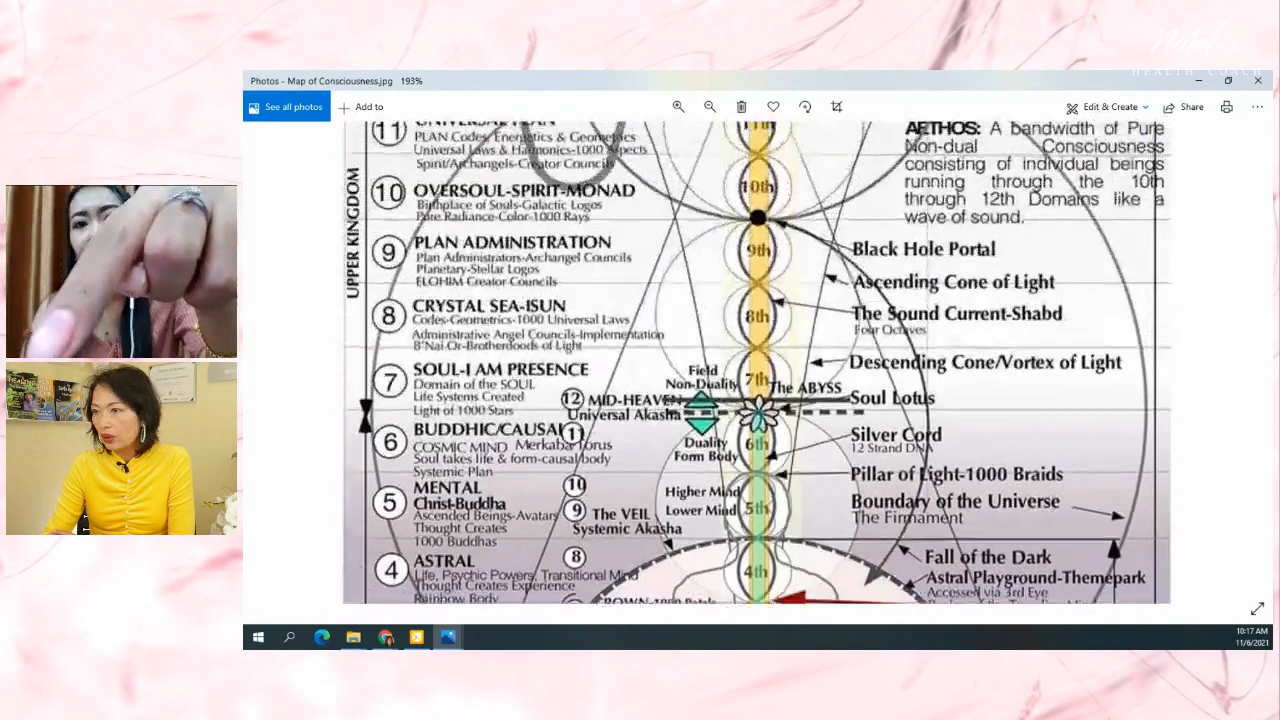 HEALTH COACH
Photos - Map of Consciousness.jpg 193%
See all photos
Add to
Edit & Create
Share
UPPER KINGDOM
11 UNIVERSAL PLAN
PLAN Codes, Energetics & Geometrics
Universal Laws & Harmonics-1000 Aspects
Spirit/Archangels-Creator Councils
10 OVERSOUL-SPIRIT-MONAD
Birthplace of Souls-Galactic Logos
Pure Radiance-Color-1000 Rays
9 PLAN ADMINISTRATION
Plan Administrators-Archangel Councils
Planetary-Stellar Logos
ELOHIM Creator Councils
8 CRYSTAL SEA-ISUN
Codes-Geometrics-1000 Universal Laws
Administrative Angel Councils-Implementation
B'Nai Or-Brotherdoods of Light
7 SOUL-I AM PRESENCE
Domain of the SOUL
Life Systems Created
Light of 1000 Stars
12 MID-HEAVEN
Universal Akasha
6 BUDDHIC/CAUSAL
11
COSMIC MIND Merkaba Torus
Soul takes life & form-causal body
Systemic Plan
5 MENTAL
Christ-Buddha
Ascended Beings-Avatars
Thought Creates
1000 Buddhas
10
9 The VEIL
Systemic Akasha
4 ASTRAL
Life, Psychic Powers, Transitional Mind
Thought Creates Experience
Rainbow Body
8
11th
10th
9th
8th
7th
6th
5th
4th
Field
Non-Duality
The ABYSS
Duality
Form Body
Higher Mind
Lower Mind
AETHOS: A bandwidth of Pure
Non-dual Consciousness
consisting of individual beings
running through the 10th
through 12th Domains like a
wave of sound.
Black Hole Portal
Ascending Cone of Light
The Sound Current-Shabd
Four Octaves
Descending Cone/Vortex of Light
Soul Lotus
Silver Cord
12 Strand DNA
Pillar of Light-1000 Braids
Boundary of the Universe
The Firmament
Fall of the Dark
Astral Playground-Themepark
Accessed via 3rd Eye
10:17 AM
11/6/2021